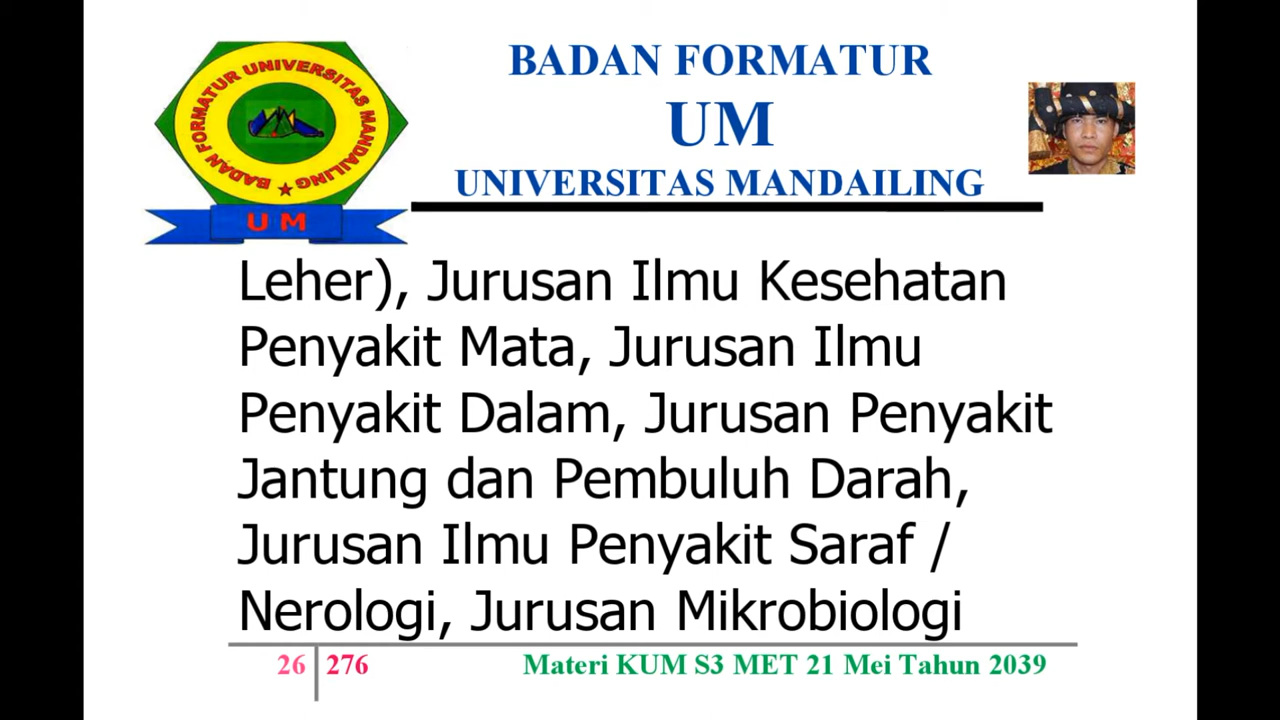 BADAN FORMATUR UNIVERSITAS MANDAILING
U M
BADAN FORMATUR
UM
UNIVERSITAS MANDAILING
Leher), Jurusan Ilmu Kesehatan
Penyakit Mata, Jurusan Ilmu
Penyakit Dalam, Jurusan Penyakit
Jantung dan Pembuluh Darah,
Jurusan Ilmu Penyakit Saraf /
Nerologi, Jurusan Mikrobiologi
26 276 Materi KUM S3 MET 21 Mei Tahun 2039